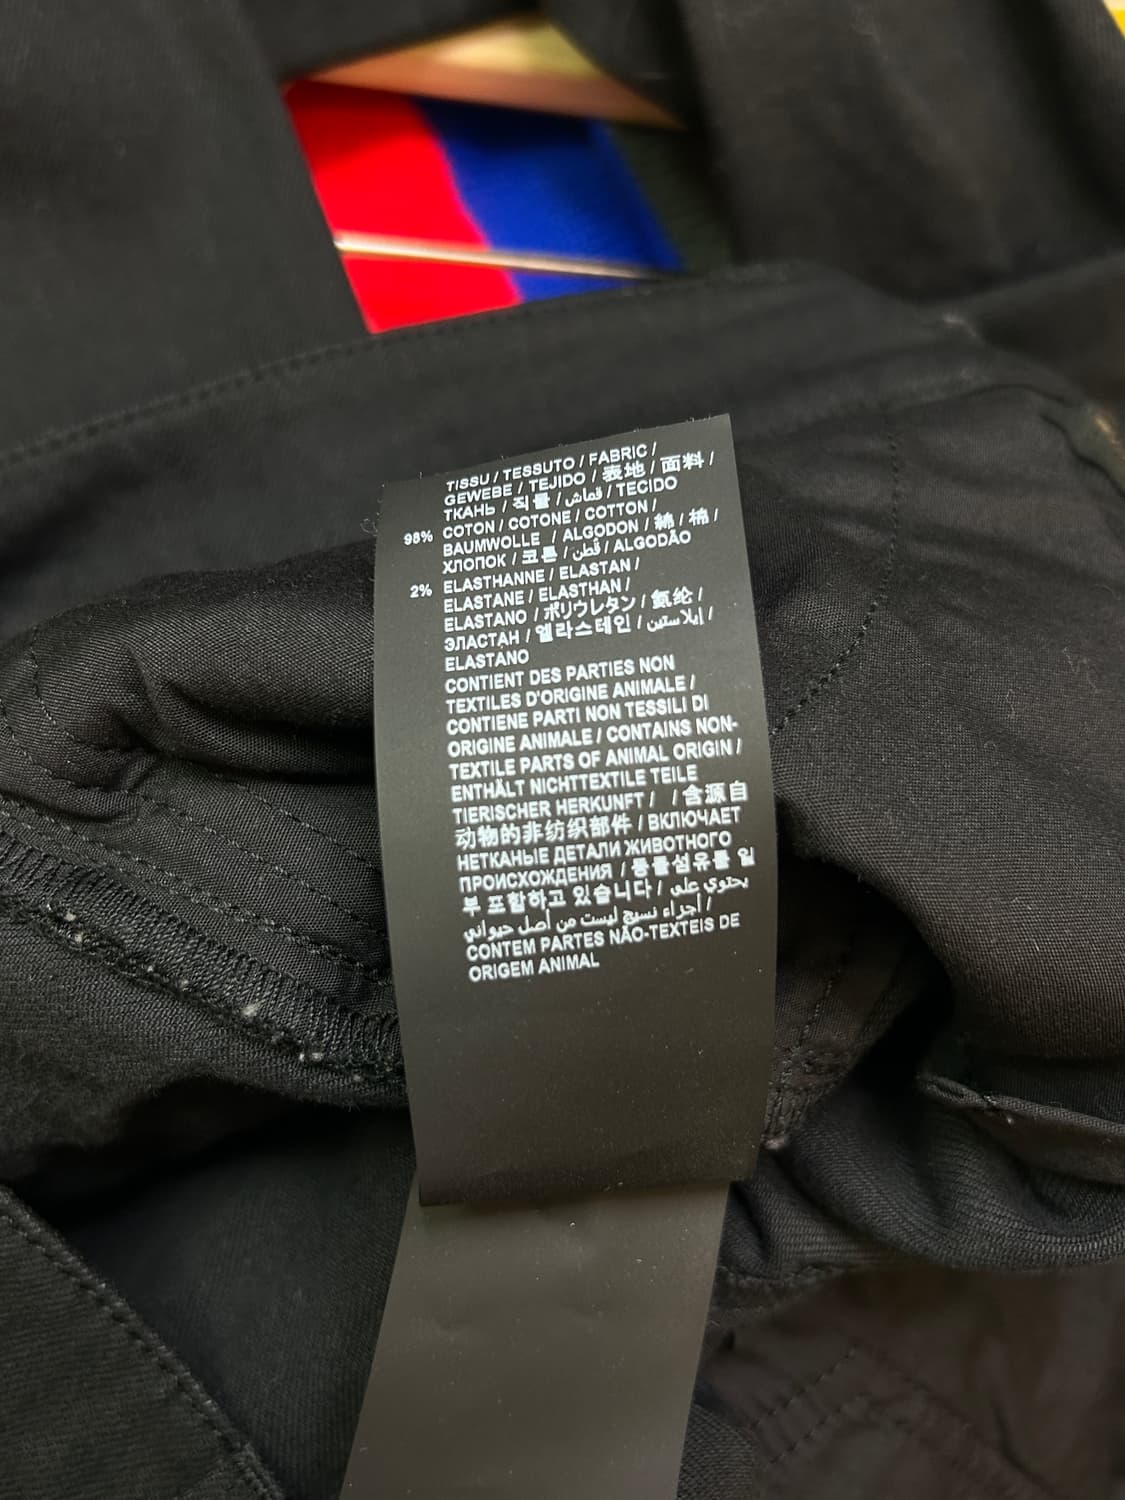 TISSU / TESSUTO / FABRIC /
GEWEBE / TEJIDO / 表地 / 面料 /
ТКАНЬ / 직물 / قماش / TECIDO
98% COTON / COTONE / COTTON /
BAUMWOLLE / ALGODON / 綿 / 棉 /
ХЛОПОК / 코튼 / قطن / ALGODÃO
2% ELASTHANNE / ELASTAN /
ELASTANE / ELASTHAN /
ELASTANO / ポリウレタン / 氨纶 /
ЭЛАСТАН / 엘라스테인 / إيلاستين /
ELASTANO
CONTIENT DES PARTIES NON
TEXTILES D'ORIGINE ANIMALE /
CONTIENE PARTI NON TESSILI DI
ORIGINE ANIMALE / CONTAINS NON-
TEXTILE PARTS OF ANIMAL ORIGIN /
ENTHÄLT NICHTTEXTILE TEILE
TIERISCHER HERKUNFT / / 含源自
动物的非纺织部件 / ВКЛЮЧАЕТ
НЕТКАНЫЕ ДЕТАЛИ ЖИВОТНОГО
ПРОИСХОЖДЕНИЯ / 동물섬유를 일
부 포함하고 있습니다 / يحتوي على
أجزاء نسيج ليست من أصل حيواني /
CONTEM PARTES NÃO-TEXTEIS DE
ORIGEM ANIMAL